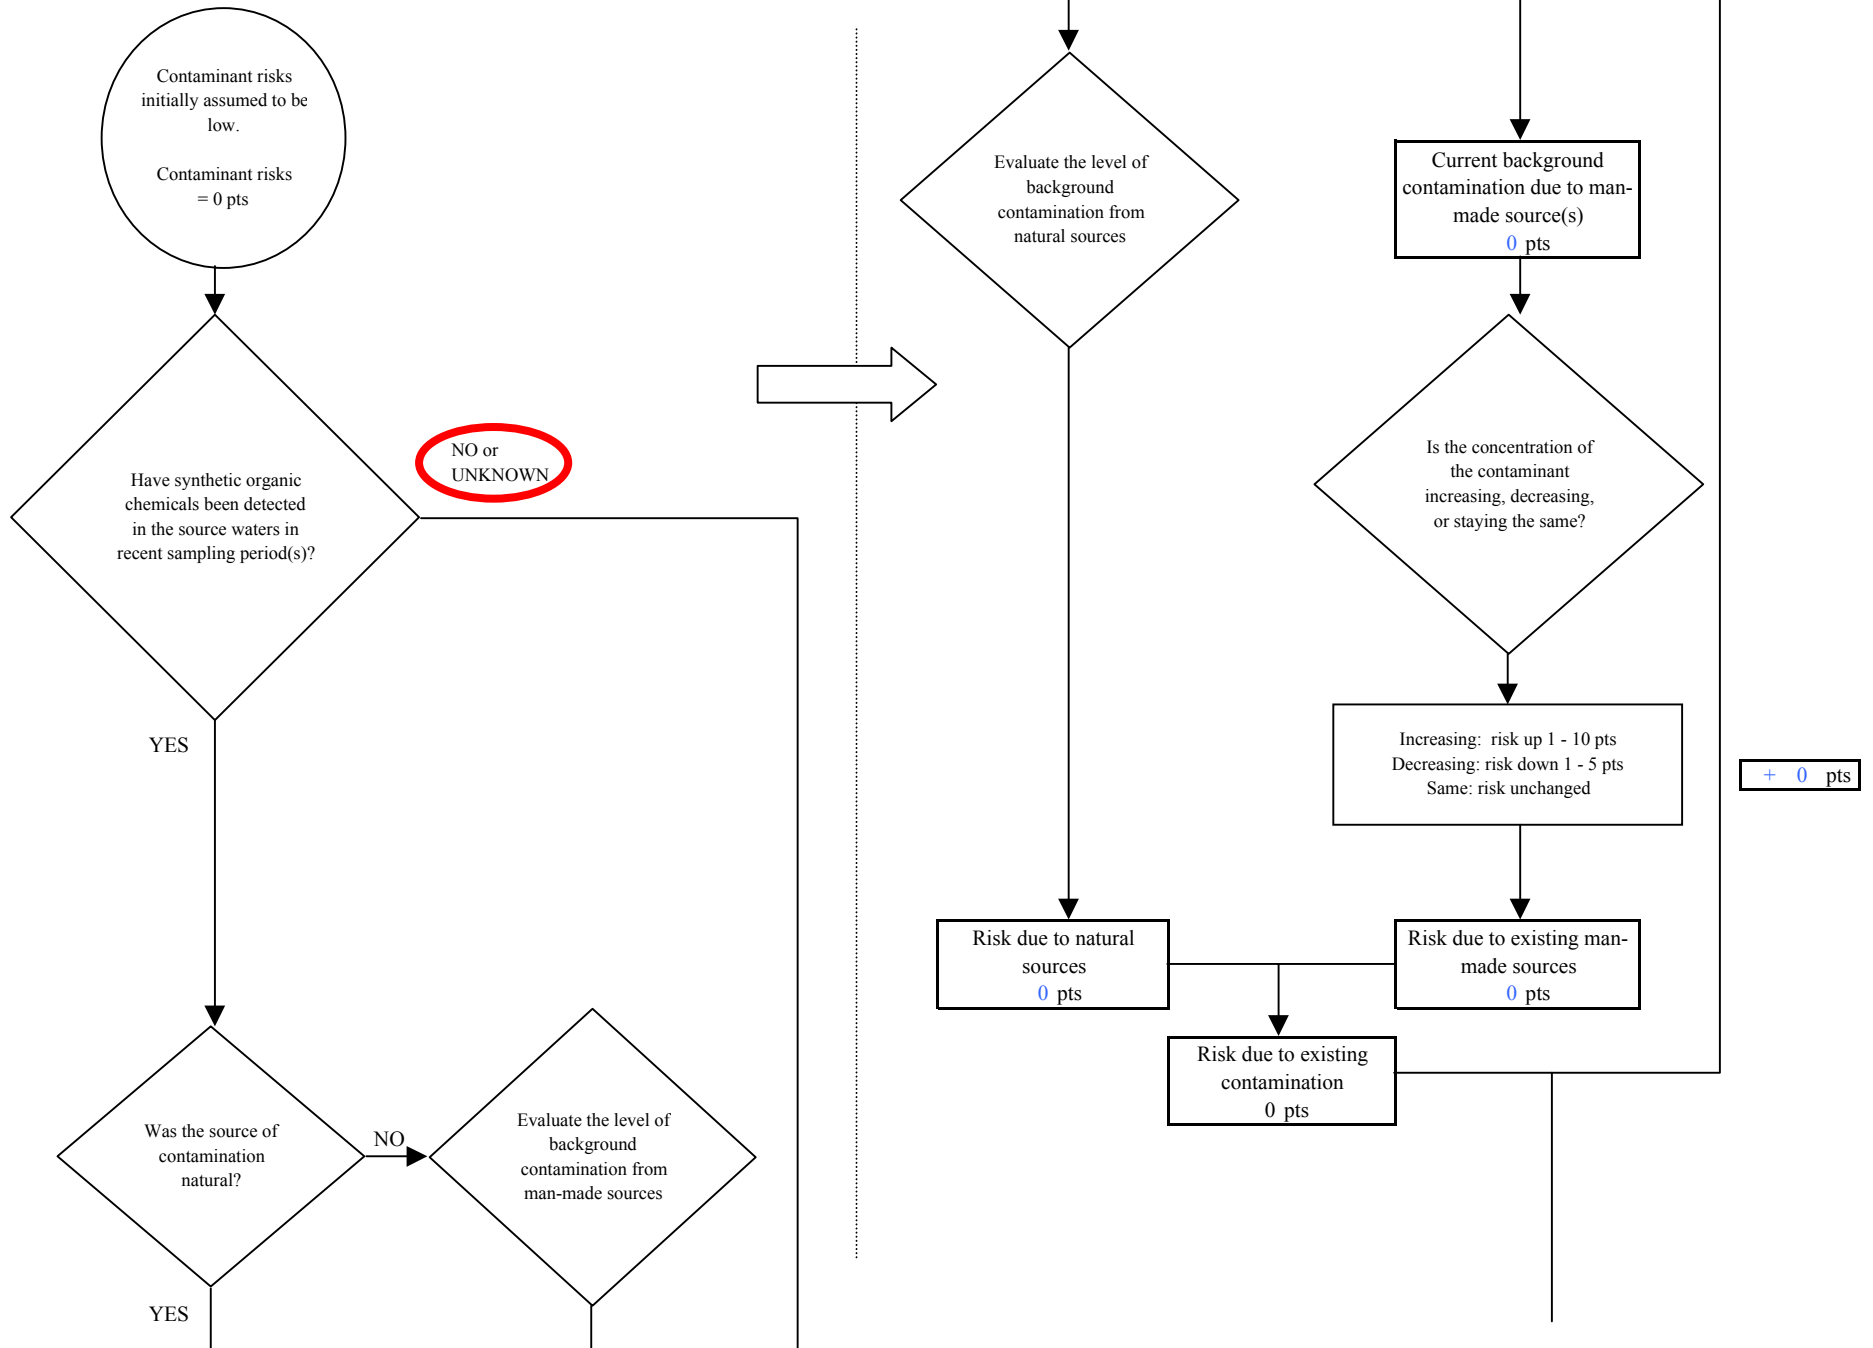 Contaminant risks
initially assumed to be
low.
Contaminant risks
= 0 pts
Have synthetic organic
chemicals been detected
in the source waters in
recent sampling period(s)?
NO or
UNKNOWN
YES
Was the source of
contamination
natural?
NO
YES
Evaluate the level of
background
contamination from
man-made sources
Evaluate the level of
background
contamination from
natural sources
Current background
contamination due to man-
made source(s)
0 pts
Is the concentration of
the contaminant
increasing, decreasing,
or staying the same?
Increasing: risk up 1 - 10 pts
Decreasing: risk down 1 - 5 pts
Same: risk unchanged
+ 0 pts
Risk due to natural
sources
0 pts
Risk due to existing man-
made sources
0 pts
Risk due to existing
contamination
0 pts